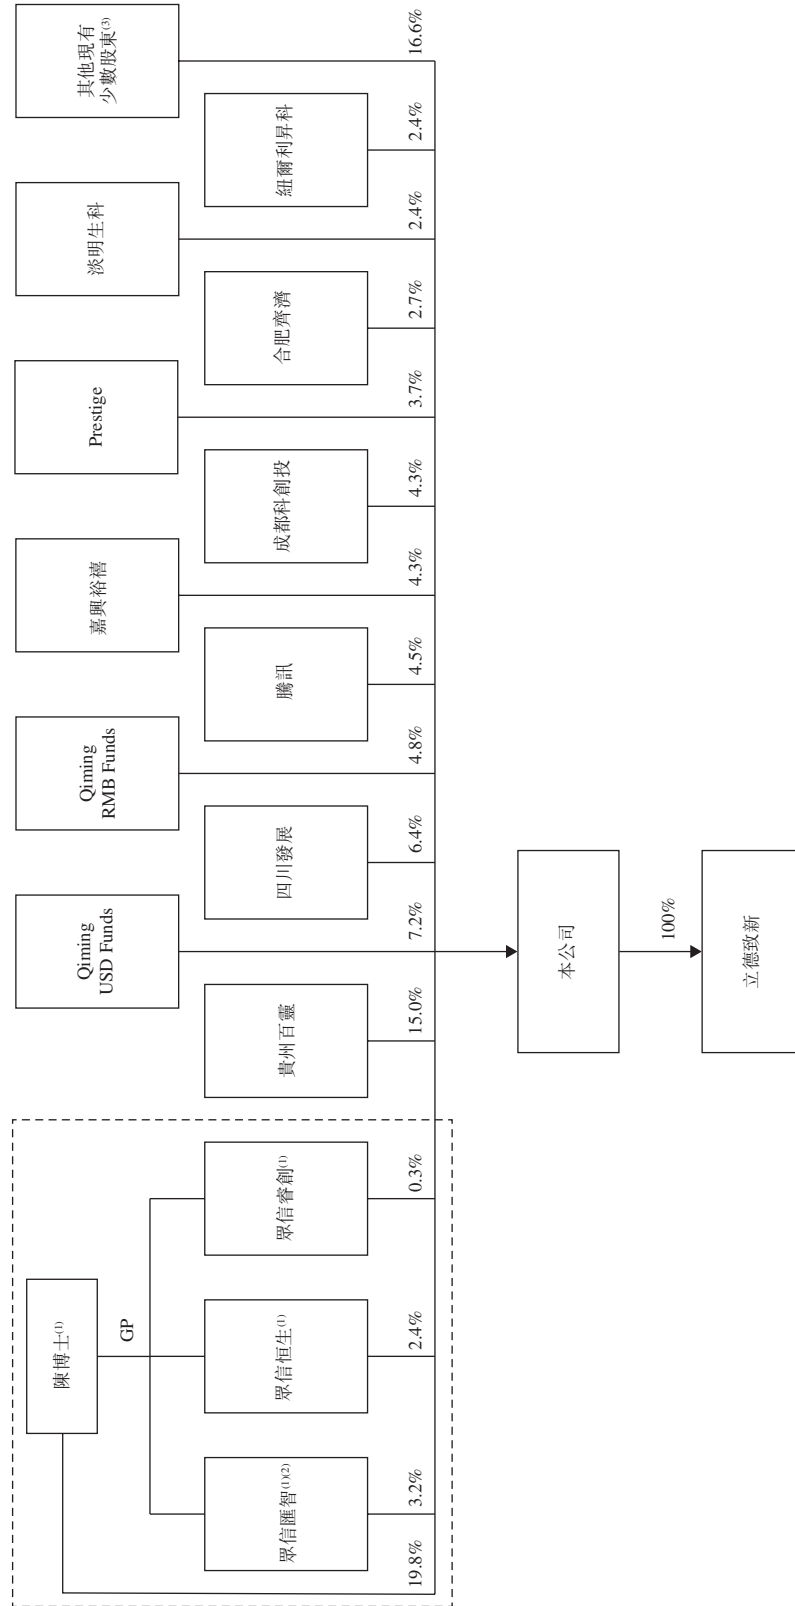 陳博士(1)
GP
眾信匯智(1)(2)
眾信恒生(1)
眾信睿創(1)
貴州百靈
Qiming
USD Funds
四川發展
Qiming
RMB Funds
騰訊
嘉興裕禧
成都科創投
Prestige
合肥齊濟
淡明生科
紐爾利昇科
其他現有
少數股東(3)
19.8%
3.2%
2.4%
0.3%
15.0%
7.2%
6.4%
4.8%
4.5%
4.3%
4.3%
3.7%
2.7%
2.4%
2.4%
16.6%
本公司
100%
立德致新